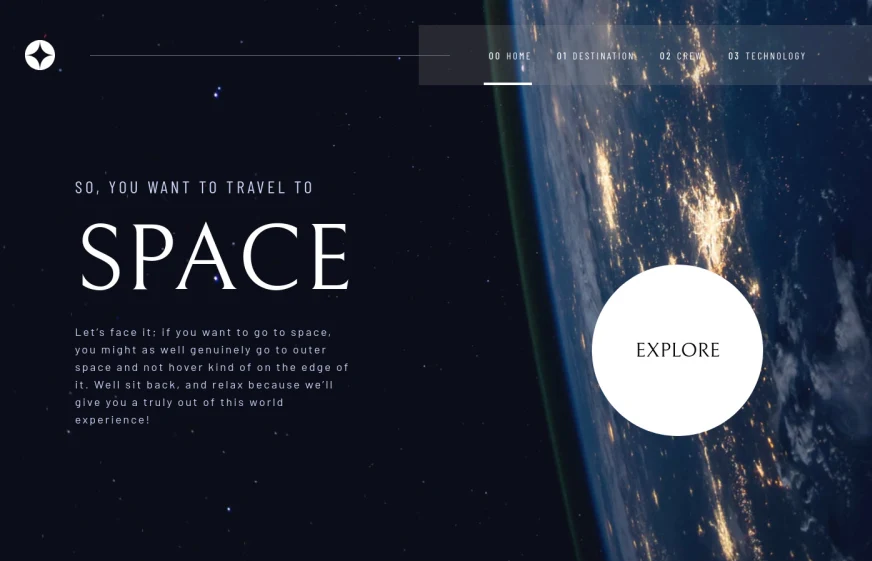 00 HOME 01 DESTINATION 02 CREW 03 TECHNOLOGY
SO, YOU WANT TO TRAVEL TO
SPACE
Let’s face it; if you want to go to space,
you might as well genuinely go to outer
space and not hover kind of on the edge of
it. Well sit back, and relax because we’ll
give you a truly out of this world
experience!
EXPLORE